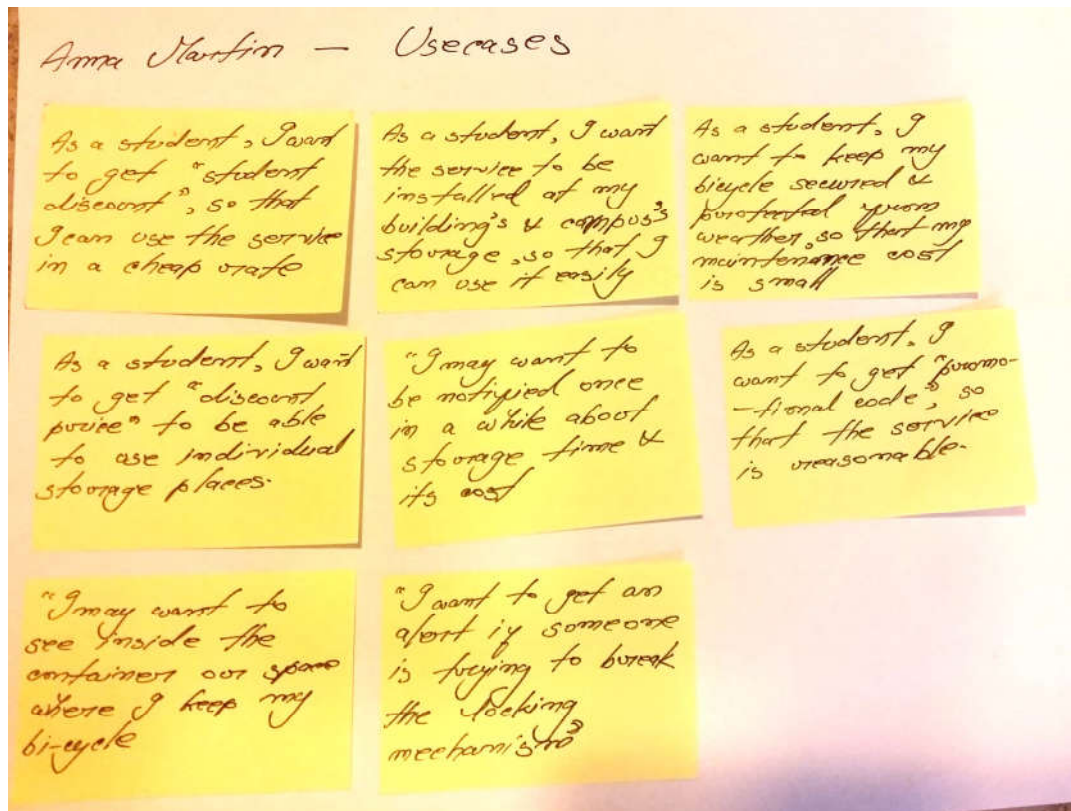 Anna Martin — Usecases
As a student, I want
to get "student
discount", so that
I can use the service
in a cheap rate
As a student, I want
the service to be
installed at my
building's & campus's
storage, so that I
can use it easily
As a student, I
want to keep my
bicycle secured &
protected from
weather, so that my
maintenance cost
is small
As a student, I want
to get "discount
price" to be able
to use individual
storage places.
"I may want to
be notified once
in a while about
storage time &
its cost
As a student, I
want to get "promo-
-tional code", so
that the service
is reasonable.
"I may want to
see inside the
container or space
where I keep my
bi-cycle
"I want to get an
alert if someone
is trying to break
the locking
mechanism"